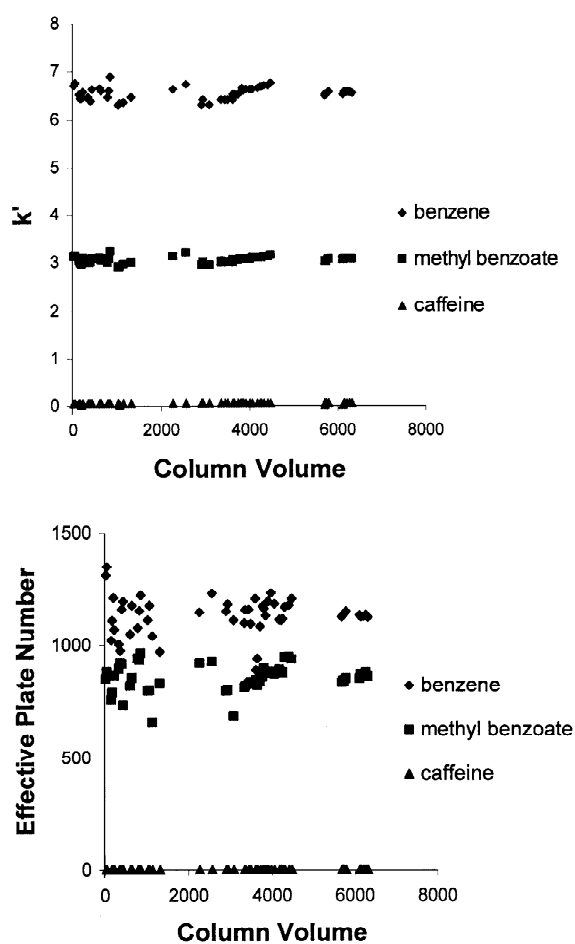 8
7
6
5
4
3
2
1
0
k'
0 2000 4000 6000 8000
Column Volume
benzene
methyl benzoate
caffeine
1500
1000
500
0
Effective Plate Number
0 2000 4000 6000 8000
Column Volume
benzene
methyl benzoate
caffeine